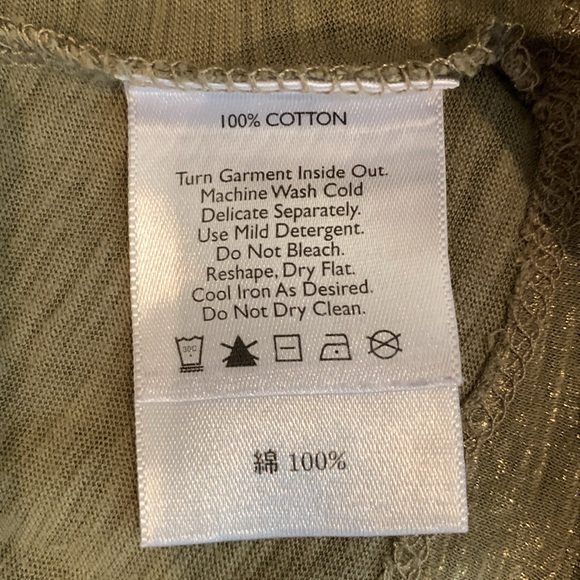 100% COTTON
Turn Garment Inside Out.
Machine Wash Cold
Delicate Separately.
Use Mild Detergent.
Do Not Bleach.
Reshape, Dry Flat.
Cool Iron As Desired.
Do Not Dry Clean.
30C
綿 100%